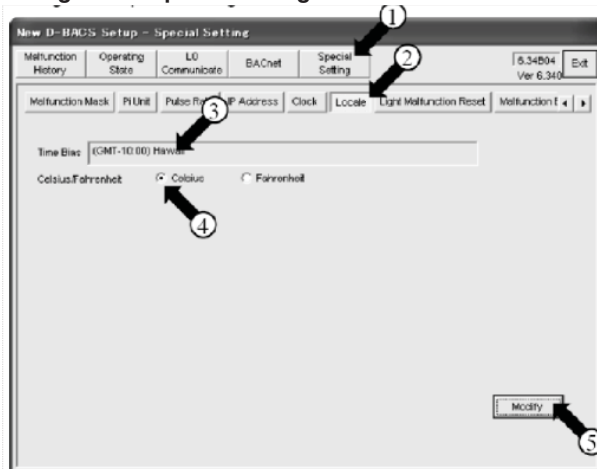 New D-BACS Setup - Special Setting
Malfunction History
Operating State
LO Communicate
BACnet
Special Setting
6.34B04
Ver 6.340
Exit
Malfunction Mask
Pi Unit
Pulse
IP Address
Clock
Locale
Light Malfunction Reset
Malfunction
Time Bias
(GMT-10:00) Hawaii
Celsius/Fahrenheit
Celsius
Fahrenheit
Modify
1
2
3
4
5